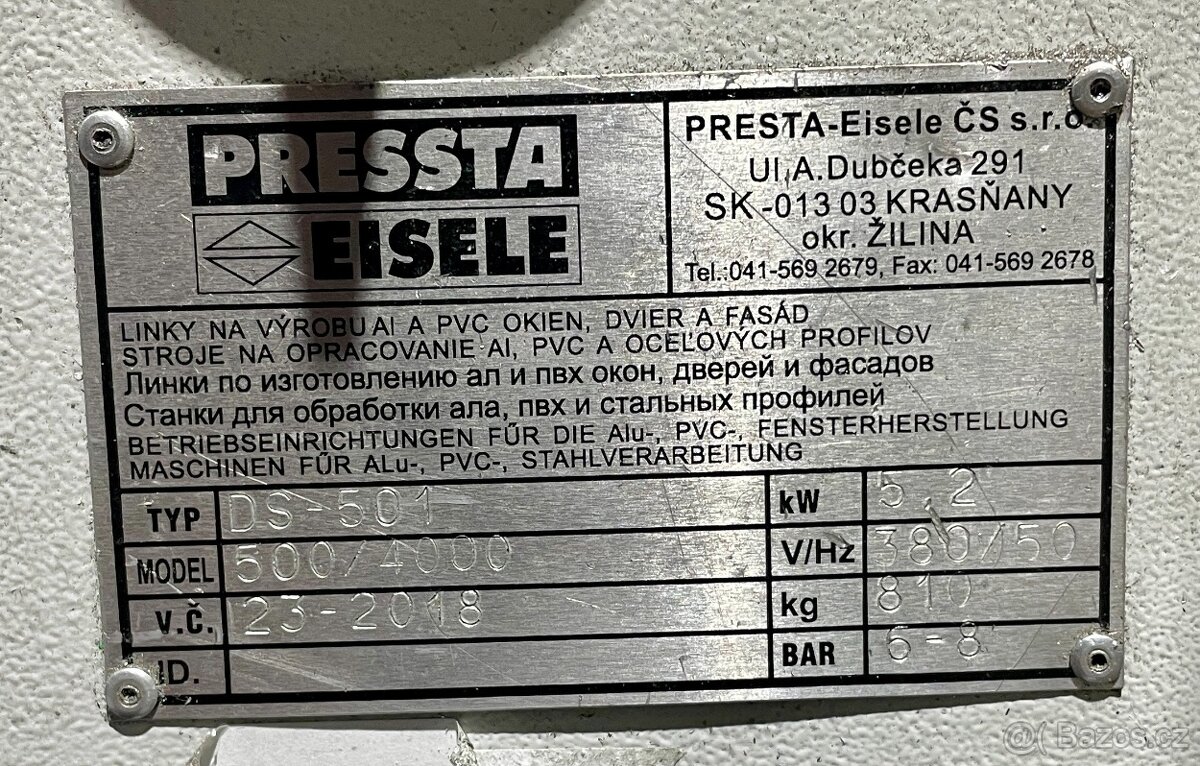 PRESSTA
EISELE
PRESTA-Eisele ČS s.r.o.
Ul.A.Dubčeka 291
SK-013 03 KRASŇANY
okr. ŽILINA
Tel.:041-569 2679, Fax: 041-569 2678
LINKY NA VÝROBU Al A PVC OKIEN, DVIER A FASÁD
STROJE NA OPRACOVANIE Al, PVC A OCEĽOVÝCH PROFILOV
Линки по изготовлению ал и пвх окон, дверей и фасадов
Станки для обработки ала, пвх и стальных профилей
BETRIEBSEINRICHTUNGEN FŰR DIE Alu-, PVC-, FENSTERHERSTELLUNG
MASCHINEN FŰR ALu-, PVC-, STAHLVERARBEITUNG
TYP DS-501 kW 5,2
MODEL 500/4000 V/Hz 380/50
V.Č. 23-2018 kg 810
ID. BAR 6-8
@( Bazos.cz